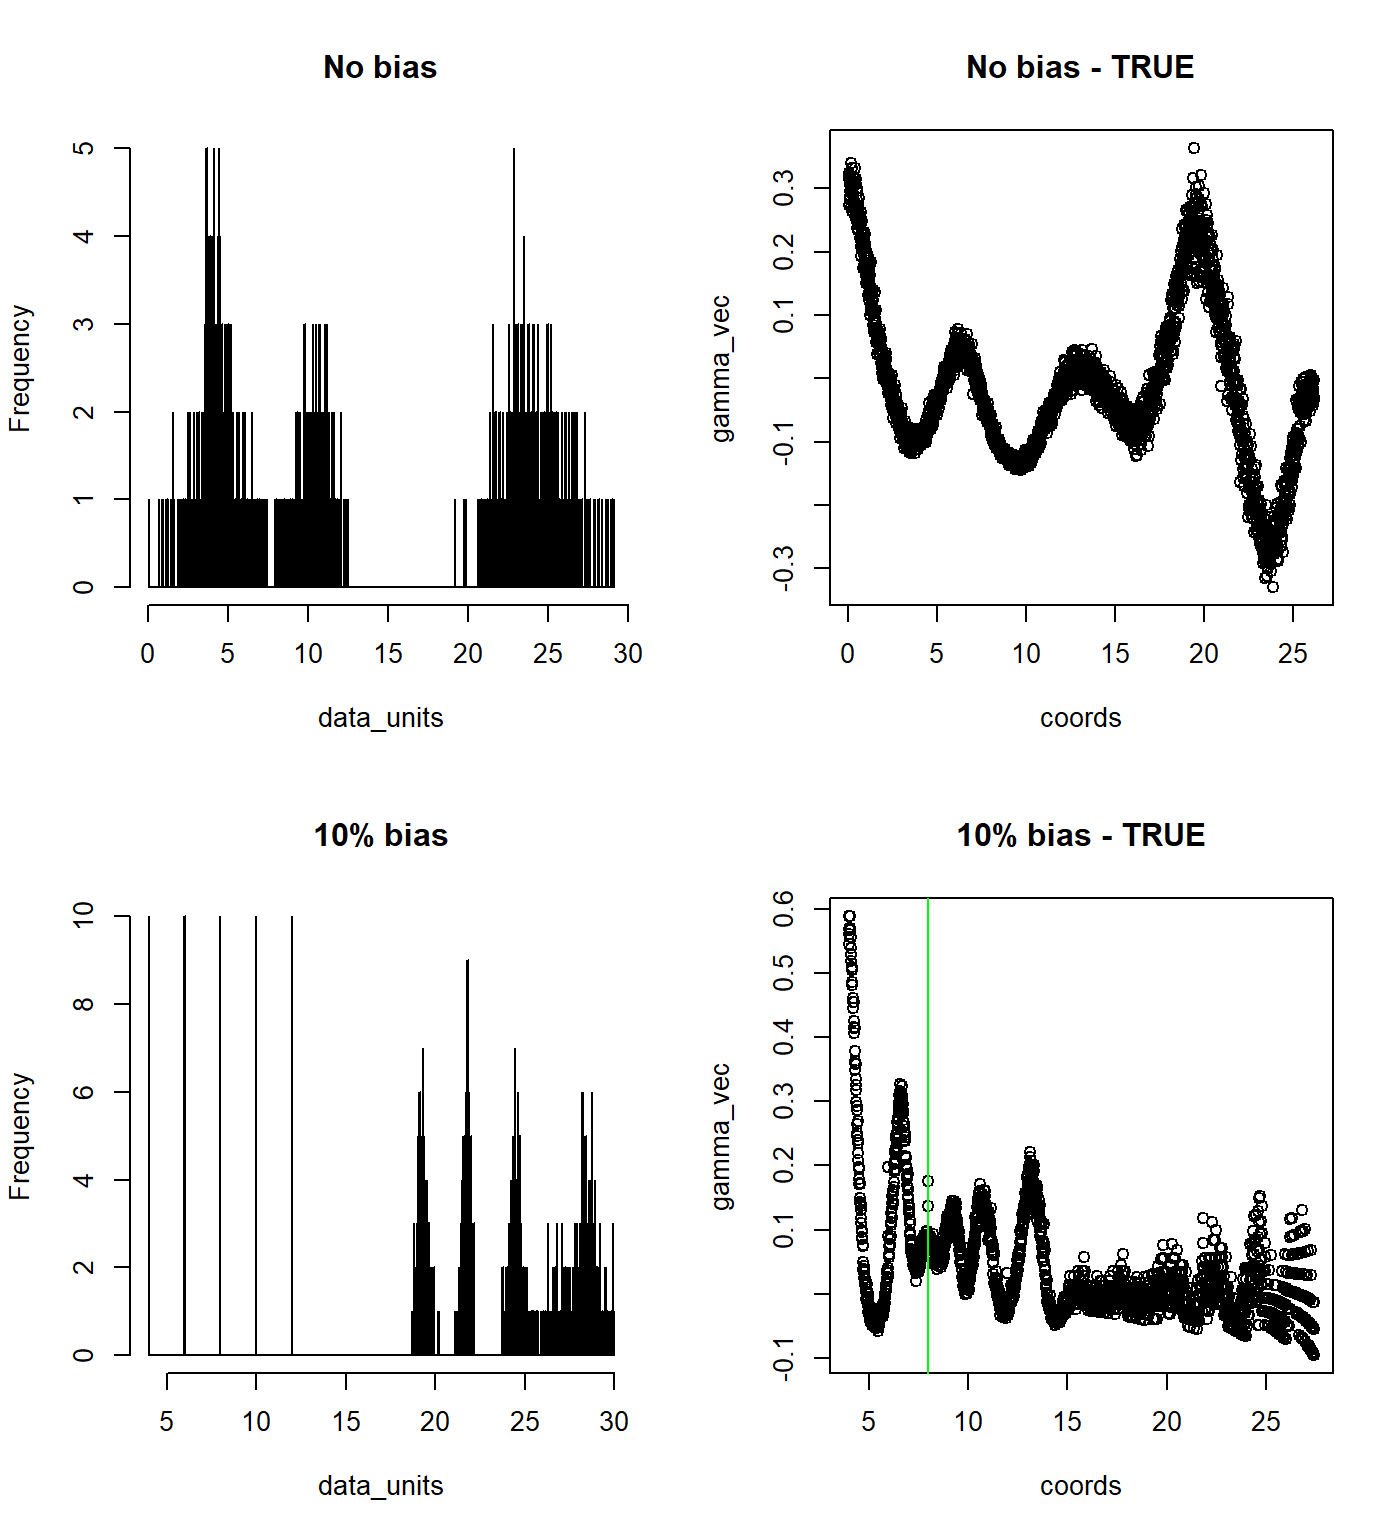 No bias
Frequency
5
4
3
2
1
0
0 5 10 15 20 25 30
data_units
No bias - TRUE
gamma_vec
0.3
0.2
0.1
-0.1
-0.3
0 5 10 15 20 25
coords
10% bias
Frequency
10
8
6
4
2
0
5 10 15 20 25 30
data_units
10% bias - TRUE
gamma_vec
0.6
0.5
0.4
0.3
0.2
0.1
-0.1
5 10 15 20 25
coords